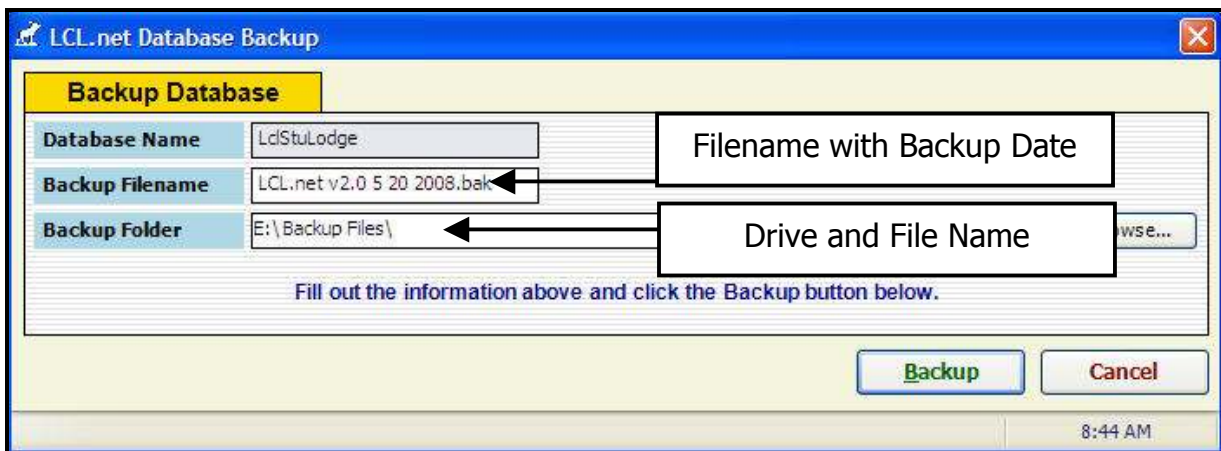 LCL.net Database Backup
Backup Database
Database Name LclStuLodge
Filename with Backup Date
Backup Filename LCL.net v2.0 5 20 2008.bak
Backup Folder E:\Backup Files\
Drive and File Name
wse...
Fill out the information above and click the Backup button below.
Backup Cancel
8:44 AM